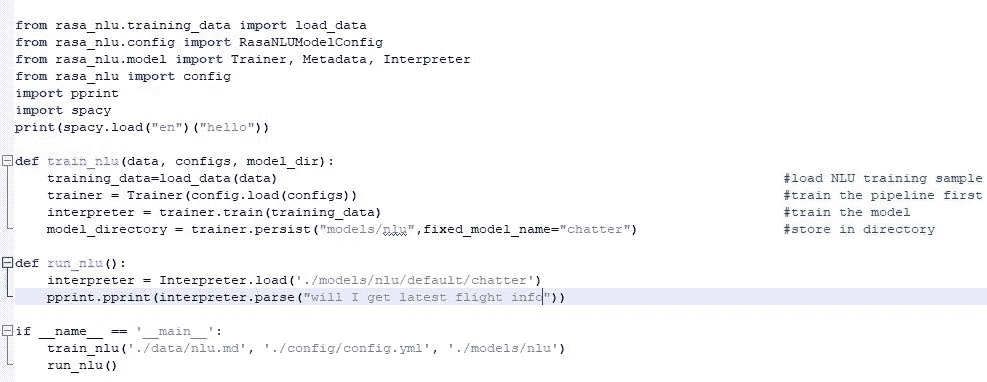 from rasa_nlu.training_data import load_data
from rasa_nlu.config import RasaNLUModelConfig
from rasa_nlu.model import Trainer, Metadata, Interpreter
from rasa_nlu import config
import pprint
import spacy
print(spacy.load("en")("hello"))

def train_nlu(data, configs, model_dir):
    training_data=load_data(data) #load NLU training sample
    trainer = Trainer(config.load(configs)) #train the pipeline first
    interpreter = trainer.train(training_data) #train the model
    model_directory = trainer.persist("models/nlu",fixed_model_name="chatter") #store in directory

def run_nlu():
    interpreter = Interpreter.load('./models/nlu/default/chatter')
    pprint.pprint(interpreter.parse("will I get latest flight info"))

if __name__ == '__main__':
    train_nlu('./data/nlu.md', './config/config.yml', './models/nlu')
    run_nlu()